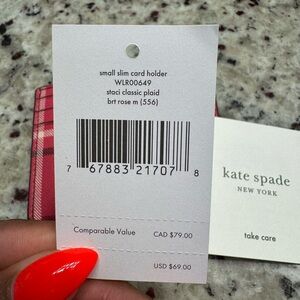 small slim card holder
WLR00649
staci classic plaid
brt rose m (556)
7 67883 21707 8
Comparable Value CAD $79.00
USD $69.00
kate spade
NEW YORK
take care